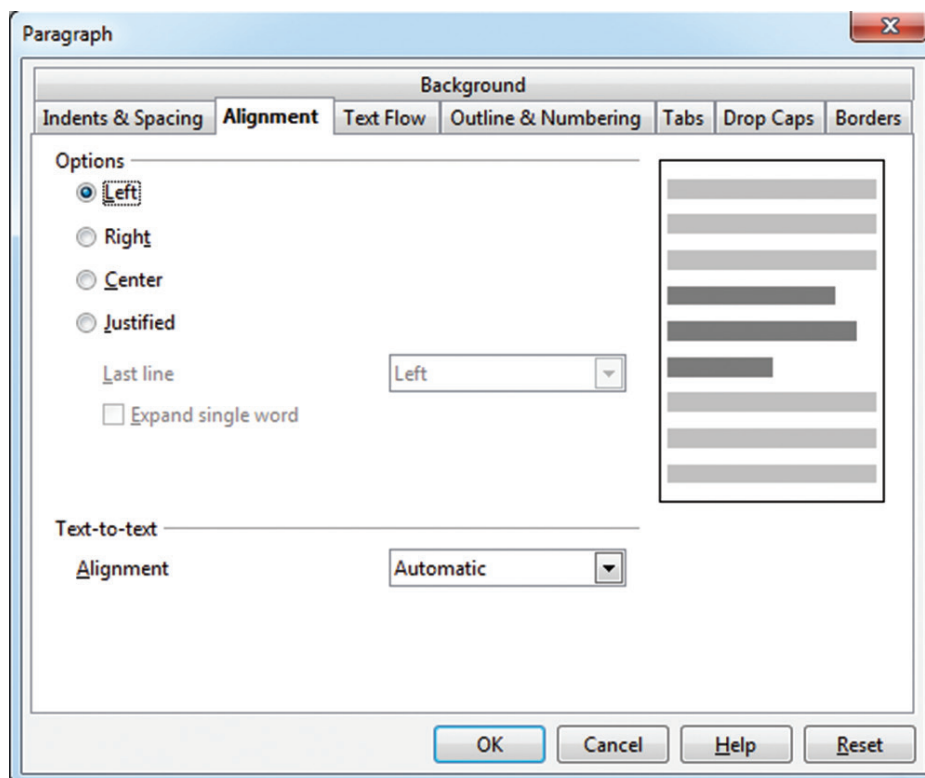 Paragraph
Background
Indents & Spacing Alignment Text Flow Outline & Numbering Tabs Drop Caps Borders
Options
Left
Right
Center
Justified
Last line Left
Expand single word
Text-to-text
Alignment Automatic
OK Cancel Help Reset